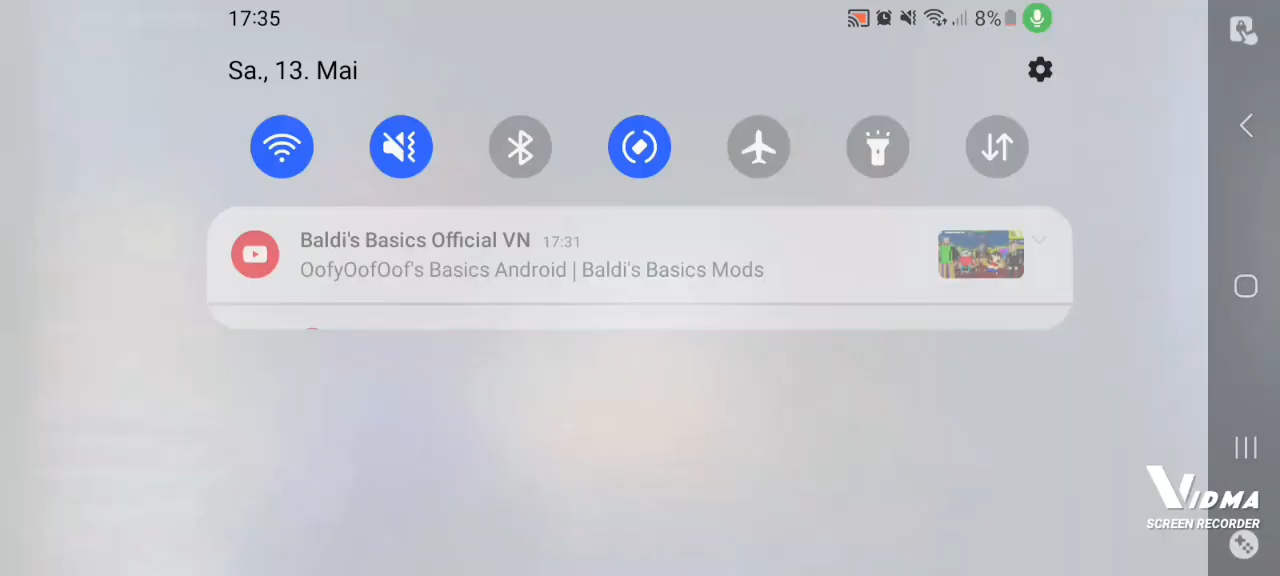 17:35
8%
Sa., 13. Mai
Baldi's Basics Official VN 17:31
OofyOofOof's Basics Android | Baldi's Basics Mods
VIDMA
SCREEN RECORDER